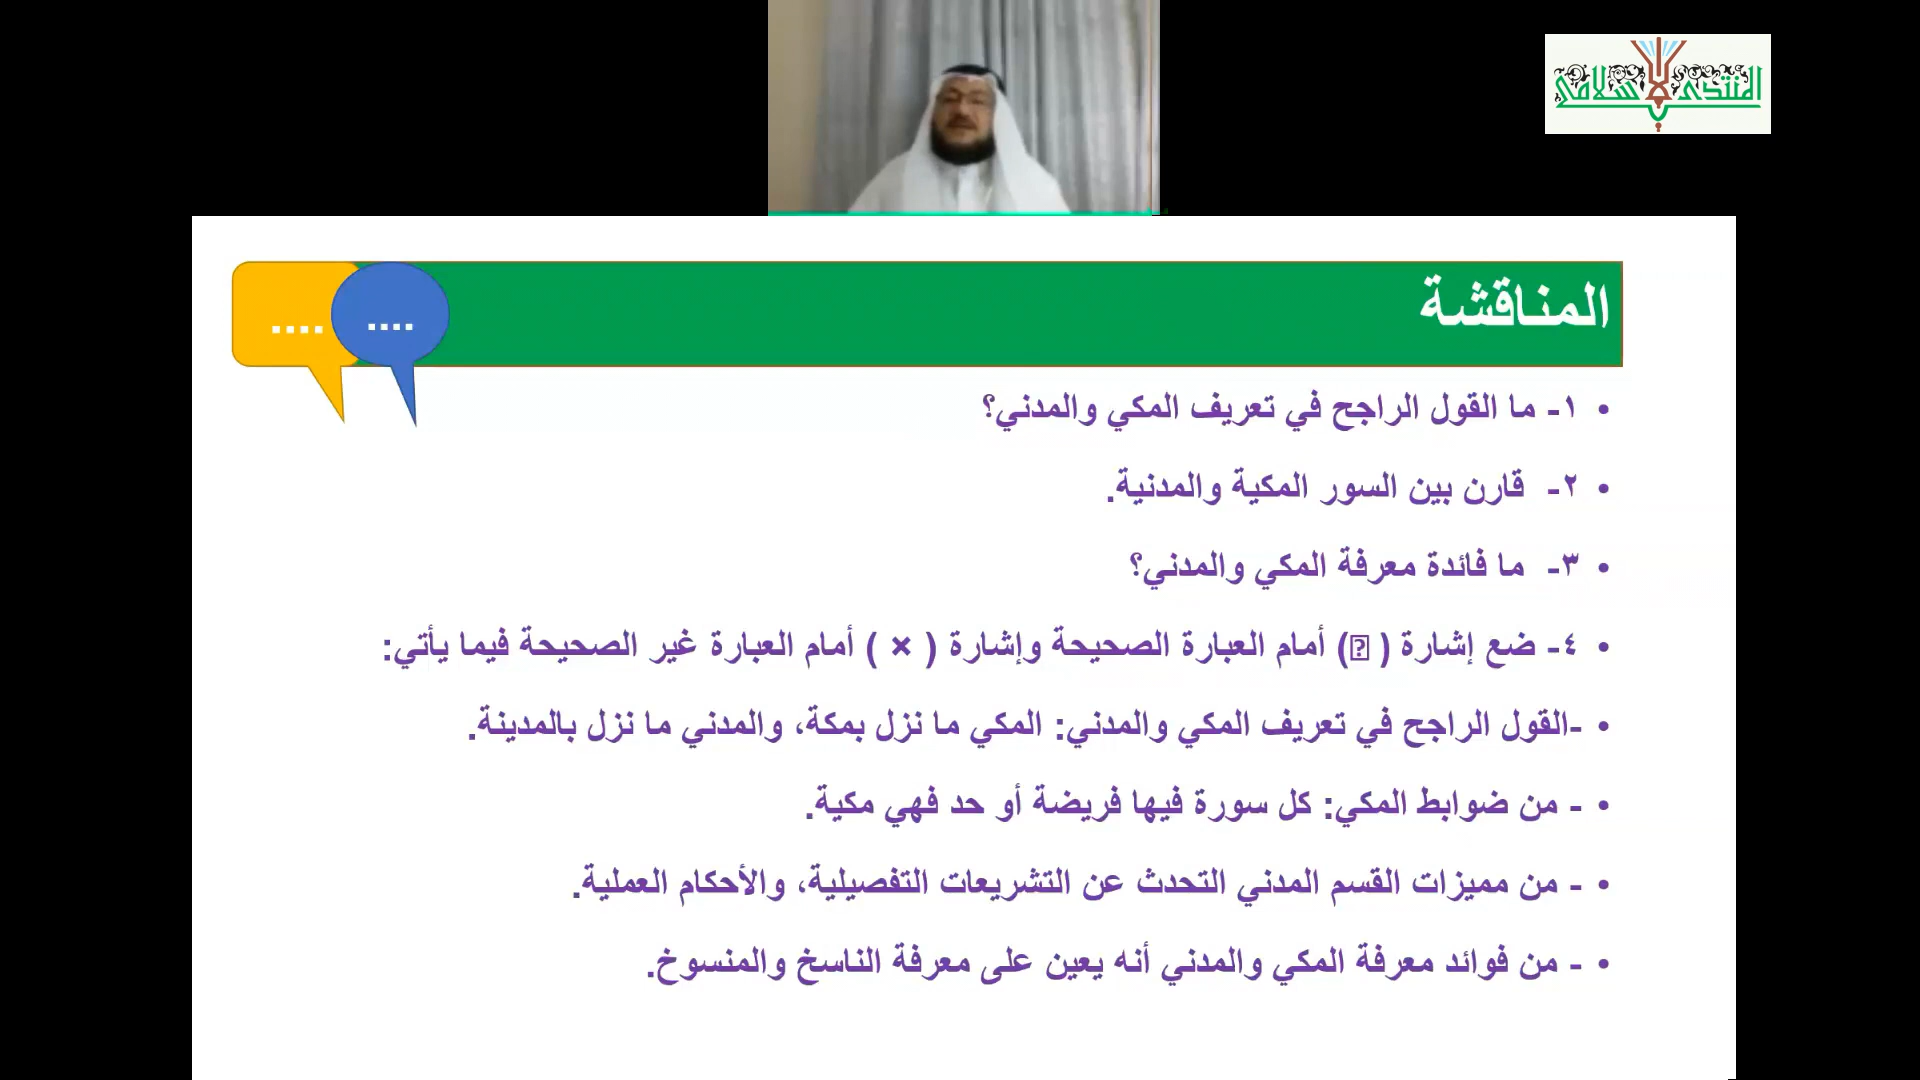 المنتدى الإسلامي
المناقشة
.... ....
• ١- ما القول الراجح في تعريف المكي والمدني؟
• ٢- قارن بين السور المكية والمدنية.
• ٣- ما فائدة معرفة المكي والمدني؟
• ٤- ضع إشارة ( ) أمام العبارة الصحيحة وإشارة ( × ) أمام العبارة غير الصحيحة فيما يأتي:
• -القول الراجح في تعريف المكي والمدني: المكي ما نزل بمكة، والمدني ما نزل بالمدينة.
• - من ضوابط المكي: كل سورة فيها فريضة أو حد فهي مكية.
• - من مميزات القسم المدني التحدث عن التشريعات التفصيلية، والأحكام العملية.
• - من فوائد معرفة المكي والمدني أنه يعين على معرفة الناسخ والمنسوخ.